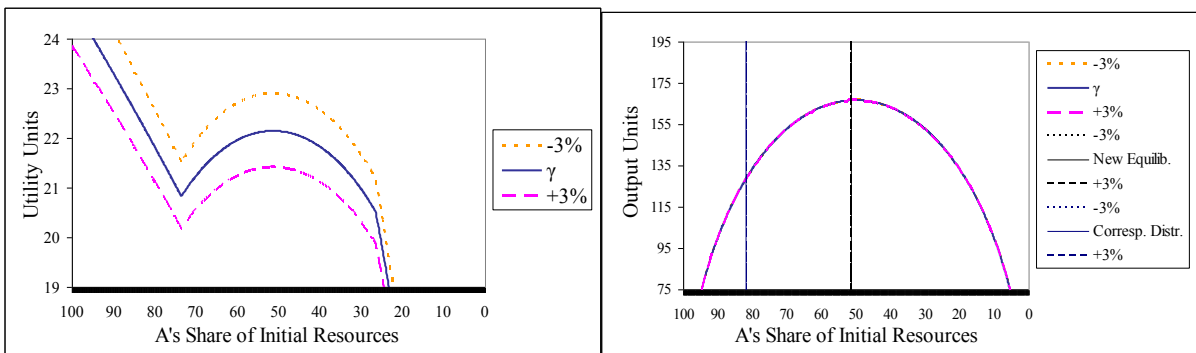 Utility Units
24
23
22
21
20
19
100 90 80 70 60 50 40 30 20 10 0
A's Share of Initial Resources
-3%
γ
+3%
Output Units
195
175
155
135
115
95
75
100 90 80 70 60 50 40 30 20 10 0
A's Share of Initial Resources
-3%
γ
+3%
-3%
New Equilib.
+3%
-3%
Corresp. Distr.
+3%